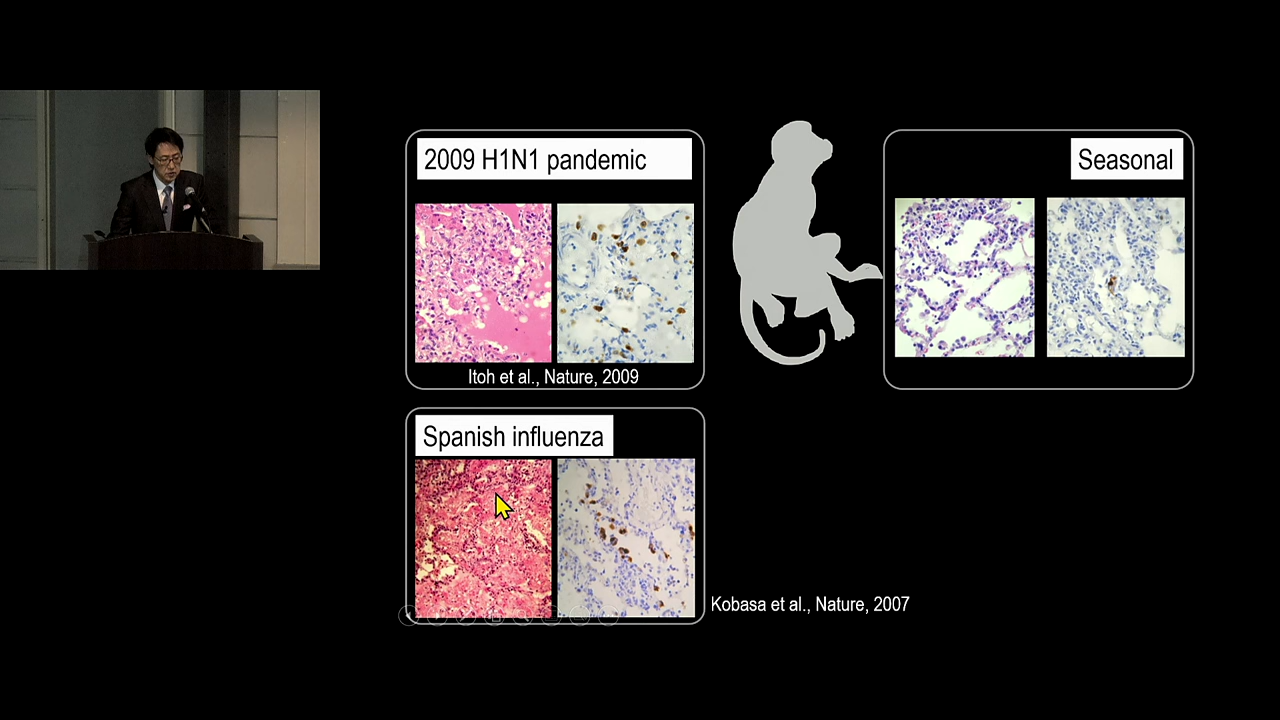 2009 H1N1 pandemic
Seasonal
Itoh et al., Nature, 2009
Spanish influenza
Kobasa et al., Nature, 2007